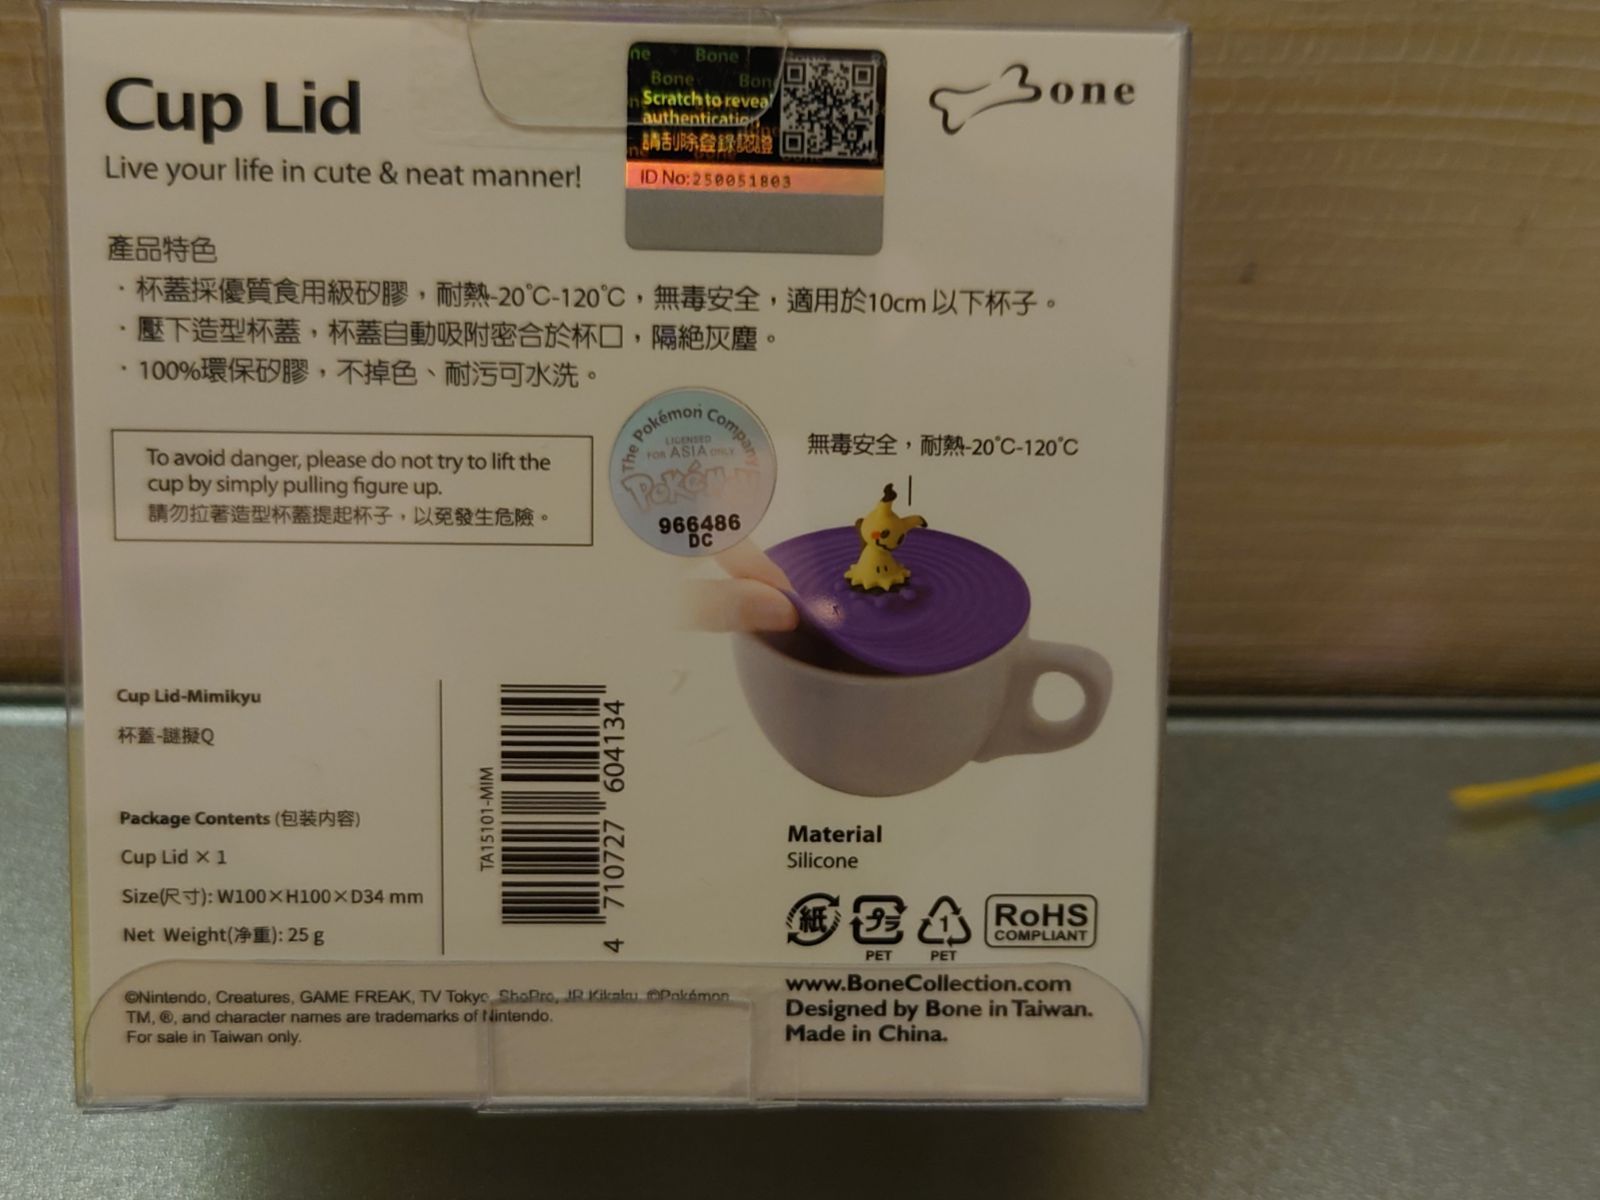 Cup Lid
Live your life in cute & neat manner!
Bone
Bone
Bone
Bone
Scratch to reveal
authentication
請刮除登錄認證
ID No:250051803
Bone
產品特色
· 杯蓋採優質食用級矽膠，耐熱-20°C-120°C，無毒安全，適用於10cm以下杯子。
· 壓下造型杯蓋，杯蓋自動吸附密合於杯口，隔絶灰塵。
· 100%環保矽膠，不掉色、耐污可水洗。
To avoid danger, please do not try to lift the
cup by simply pulling figure up.
請勿拉著造型杯蓋提起杯子，以免發生危險。
The Pokémon Company
LICENSED
FOR ASIA ONLY
POKéMON
966486
DC
無毒安全，耐熱-20°C-120°C
Cup Lid-Mimikyu
杯蓋-謎擬Q
Package Contents (包裝內容)
Cup Lid × 1
Size(尺寸): W100×H100×D34 mm
Net Weight(净重): 25 g
TA15101-MIM
4 710727 604134
Material
Silicone
紙
プラ
PET
1
PET
RoHS
COMPLIANT
www.BoneCollection.com
Designed by Bone in Taiwan.
Made in China.
©Nintendo, Creatures, GAME FREAK, TV Tokyo, ShoPro, JR Kikaku. ©Pokémon.
TM, ®, and character names are trademarks of Nintendo.
For sale in Taiwan only.